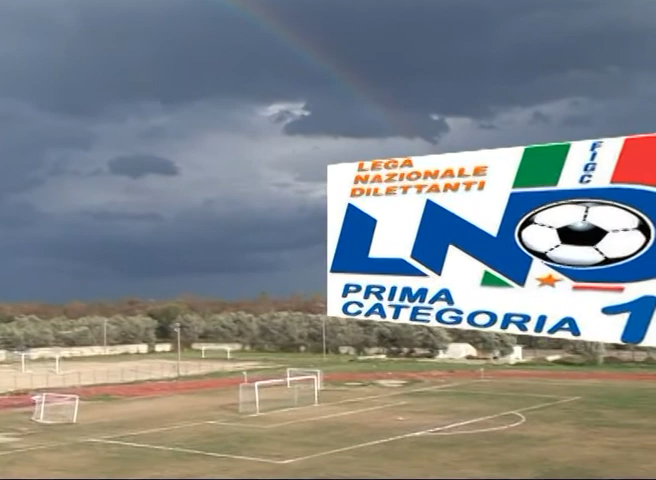 LEGA
NAZIONALE
DILETTANTI
FIGC
LND
PRIMA
CATEGORIA 1